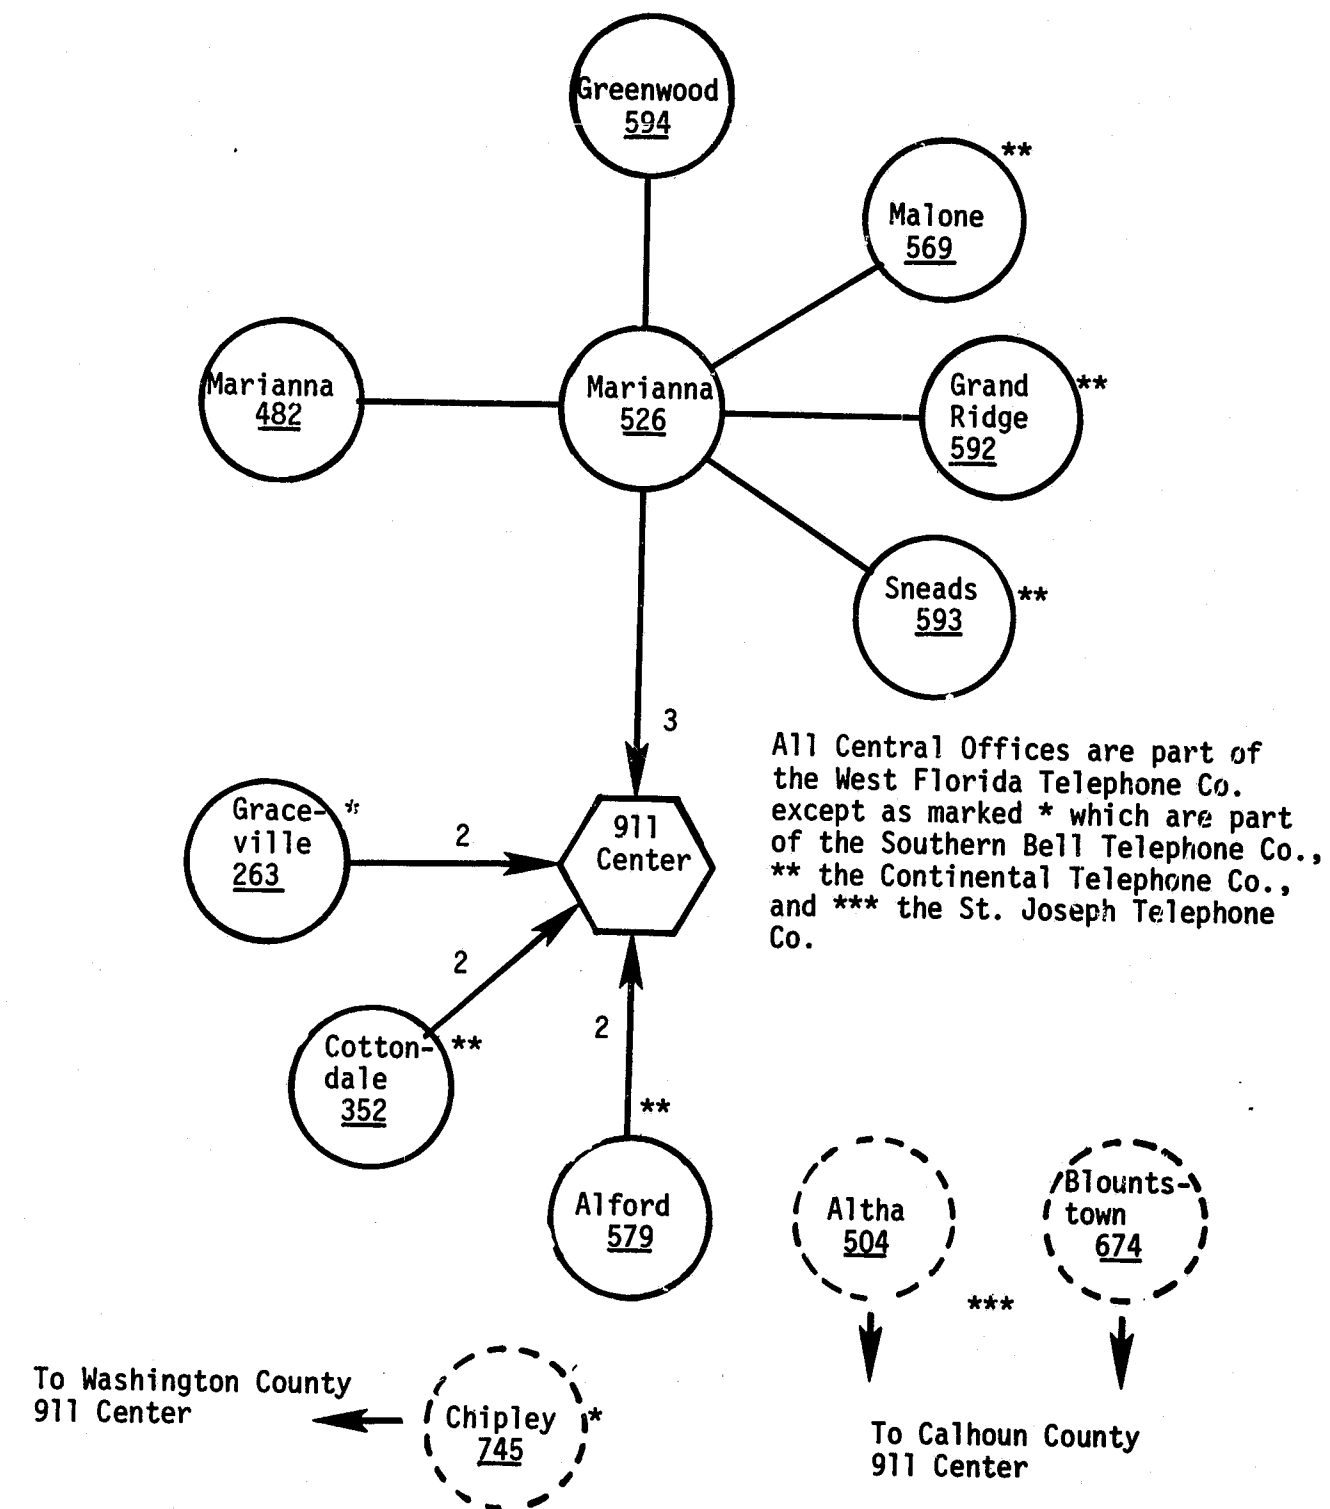 Greenwood
594
**
Malone
569
Marianna
482
Marianna
526
Grand
Ridge
592
**
Sneads
593
**
3
All Central Offices are part of
the West Florida Telephone Co.
except as marked * which are part
of the Southern Bell Telephone Co.,
** the Continental Telephone Co.,
and *** the St. Joseph Telephone
Co.
Grace-
ville
263
*
2
911
Center
2
Cotton-
dale
352
**
2
**
Alford
579
Altha
504
Blounts-
town
674
***
To Washington County
911 Center
Chipley
745
*
To Calhoun County
911 Center